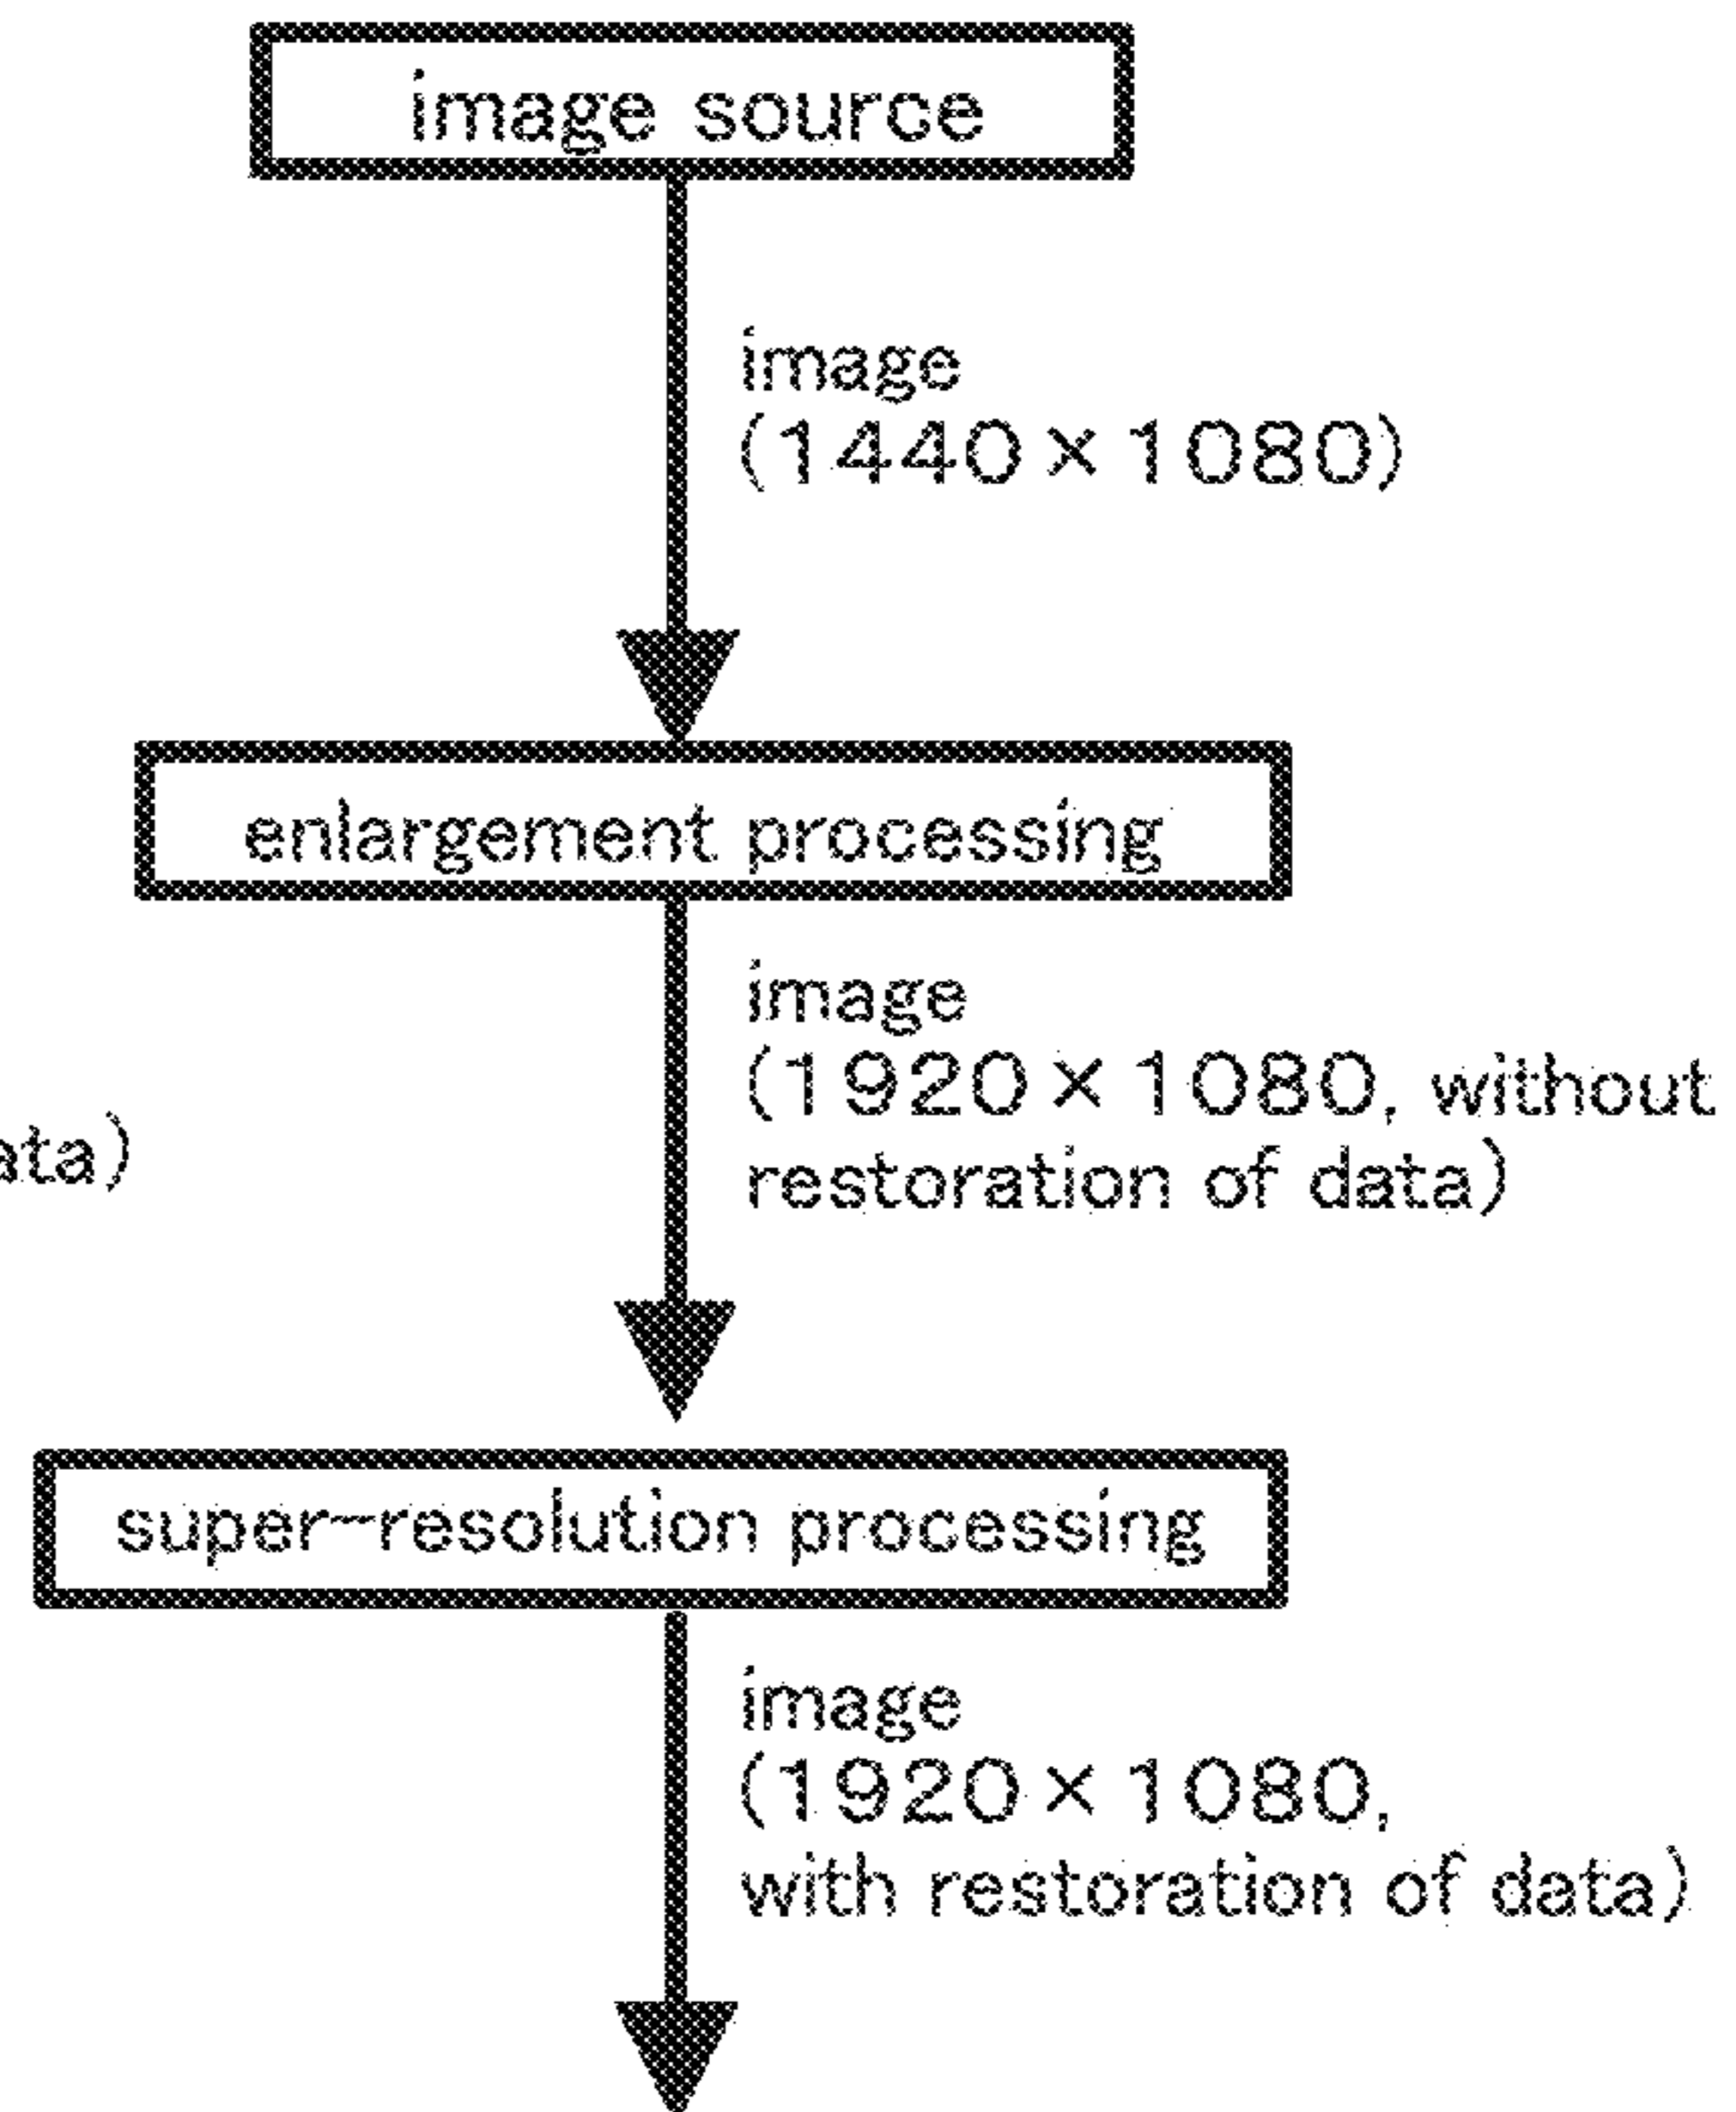 image source
image
(1440×1080)
enlargement processing
image
(1920×1080, without
restoration of data)
ata)
super-resolution processing
image
(1920×1080,
with restoration of data)